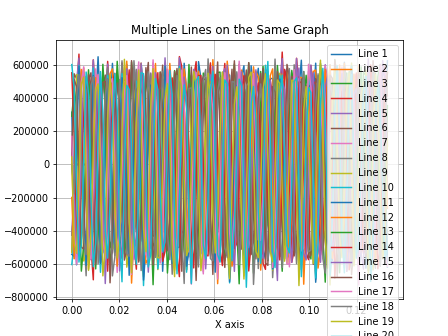 Multiple Lines on the Same Graph
600000
400000
200000
0
−200000
−400000
−600000
−800000
0.00
0.02
0.04
0.06
0.08
0.10
X axis
Line 1
Line 2
Line 3
Line 4
Line 5
Line 6
Line 7
Line 8
Line 9
Line 10
Line 11
Line 12
Line 13
Line 14
Line 15
Line 16
Line 17
Line 18
Line 19
Line 20